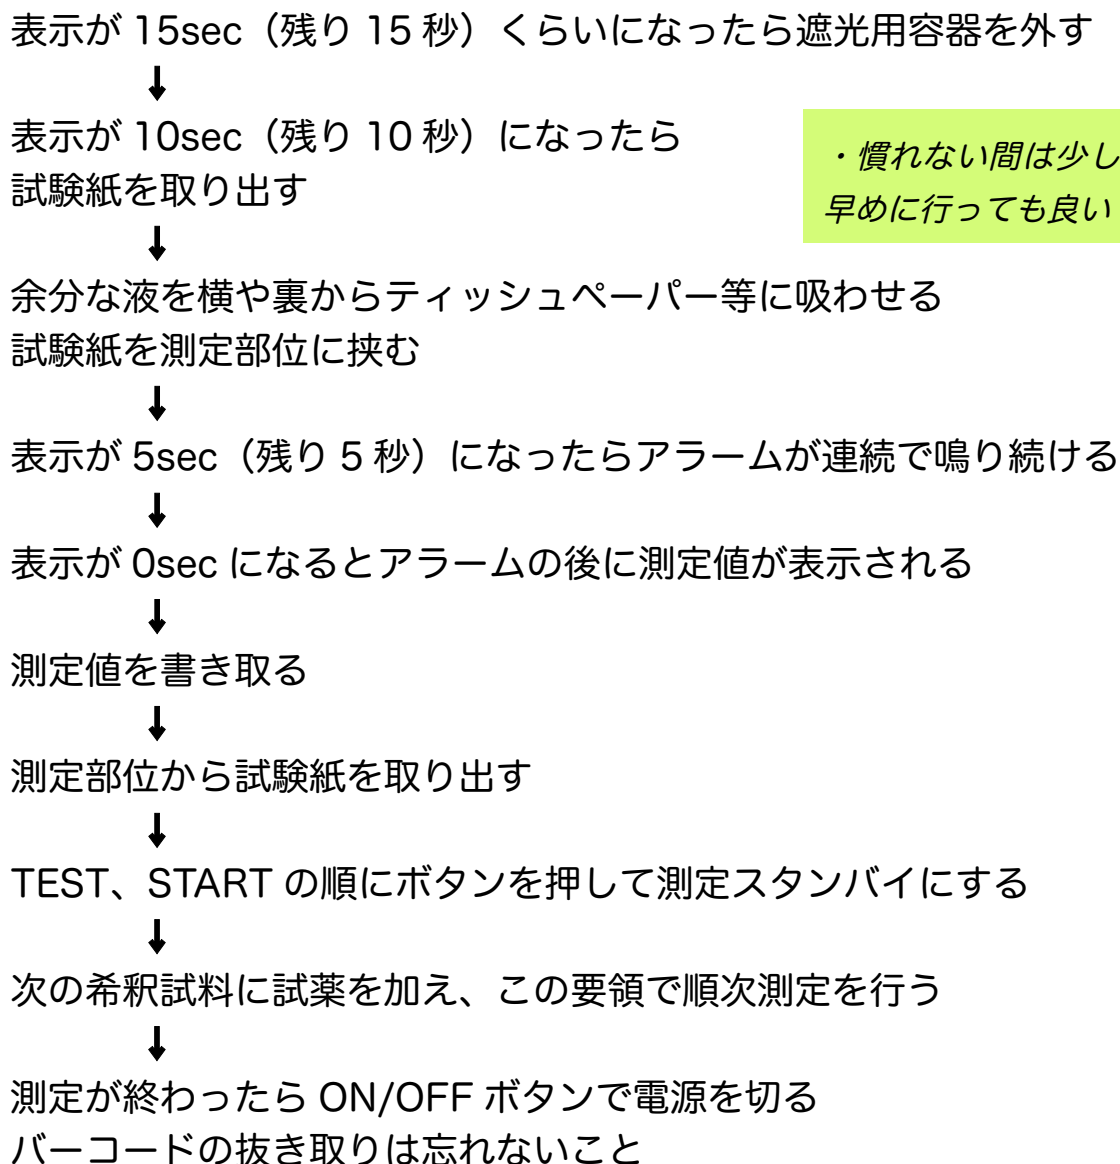 表示が 15sec（残り 15 秒）くらいになったら遮光用容器を外す
↓
表示が 10sec（残り 10 秒）になったら
試験紙を取り出す
・慣れない間は少し
早めに行っても良い
↓
余分な液を横や裏からティッシュペーパー等に吸わせる
試験紙を測定部位に挟む
↓
表示が 5sec（残り 5 秒）になったらアラームが連続で鳴り続ける
↓
表示が 0sec になるとアラームの後に測定値が表示される
↓
測定値を書き取る
↓
測定部位から試験紙を取り出す
↓
TEST、START の順にボタンを押して測定スタンバイにする
↓
次の希釈試料に試薬を加え、この要領で順次測定を行う
↓
測定が終わったら ON/OFF ボタンで電源を切る
バーコードの抜き取りは忘れないこと